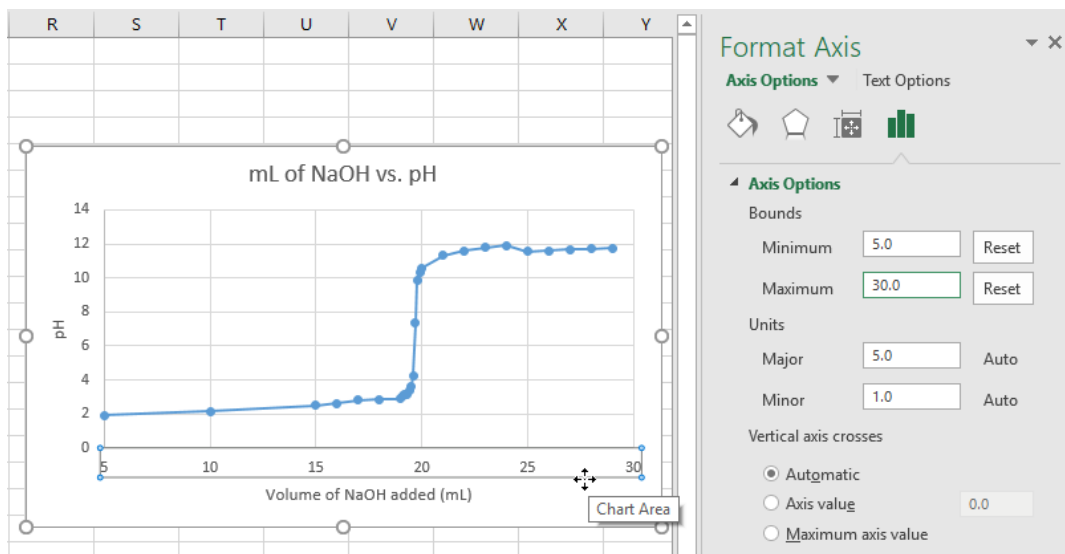 R S T U V W X Y
mL of NaOH vs. pH
14
12
10
8
6
4
2
0
pH
5 10 15 20 25 30
Volume of NaOH added (mL)
Chart Area
Format Axis
Axis Options Text Options
Axis Options
Bounds
Minimum 5.0 Reset
Maximum 30.0 Reset
Units
Major 5.0 Auto
Minor 1.0 Auto
Vertical axis crosses
Automatic
Axis value 0.0
Maximum axis value